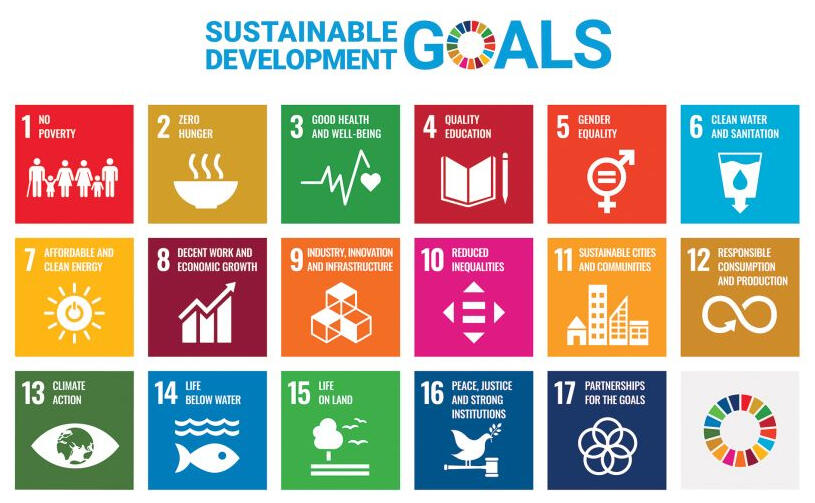 SUSTAINABLE
DEVELOPMENT
GOALS
1 NO
POVERTY
2 ZERO
HUNGER
3 GOOD HEALTH
AND WELL-BEING
4 QUALITY
EDUCATION
5 GENDER
EQUALITY
6 CLEAN WATER
AND SANITATION
7 AFFORDABLE AND
CLEAN ENERGY
8 DECENT WORK AND
ECONOMIC GROWTH
9 INDUSTRY, INNOVATION
AND INFRASTRUCTURE
10 REDUCED
INEQUALITIES
11 SUSTAINABLE CITIES
AND COMMUNITIES
12 RESPONSIBLE
CONSUMPTION
AND PRODUCTION
13 CLIMATE
ACTION
14 LIFE
BELOW WATER
15 LIFE
ON LAND
16 PEACE, JUSTICE
AND STRONG
INSTITUTIONS
17 PARTNERSHIPS
FOR THE GOALS